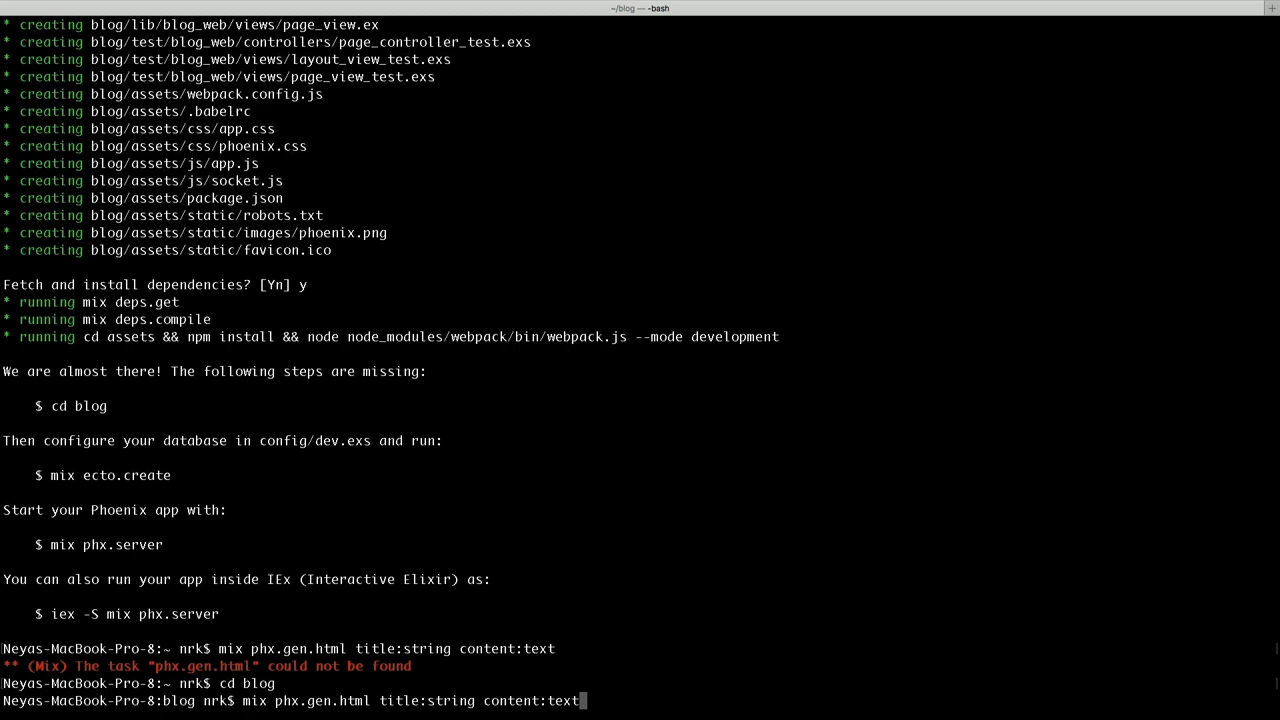 ~/blog — -bash
* creating blog/lib/blog_web/views/page_view.ex
* creating blog/test/blog_web/controllers/page_controller_test.exs
* creating blog/test/blog_web/views/layout_view_test.exs
* creating blog/test/blog_web/views/page_view_test.exs
* creating blog/assets/webpack.config.js
* creating blog/assets/.babelrc
* creating blog/assets/css/app.css
* creating blog/assets/css/phoenix.css
* creating blog/assets/js/app.js
* creating blog/assets/js/socket.js
* creating blog/assets/package.json
* creating blog/assets/static/robots.txt
* creating blog/assets/static/images/phoenix.png
* creating blog/assets/static/favicon.ico
Fetch and install dependencies? [Yn] y
* running mix deps.get
* running mix deps.compile
* running cd assets && npm install && node node_modules/webpack/bin/webpack.js --mode development
We are almost there! The following steps are missing:
$ cd blog
Then configure your database in config/dev.exs and run:
$ mix ecto.create
Start your Phoenix app with:
$ mix phx.server
You can also run your app inside IEx (Interactive Elixir) as:
$ iex -S mix phx.server
Neyas-MacBook-Pro-8:~ nrk$ mix phx.gen.html title:string content:text
** (Mix) The task "phx.gen.html" could not be found
Neyas-MacBook-Pro-8:~ nrk$ cd blog
Neyas-MacBook-Pro-8:blog nrk$ mix phx.gen.html title:string content:text